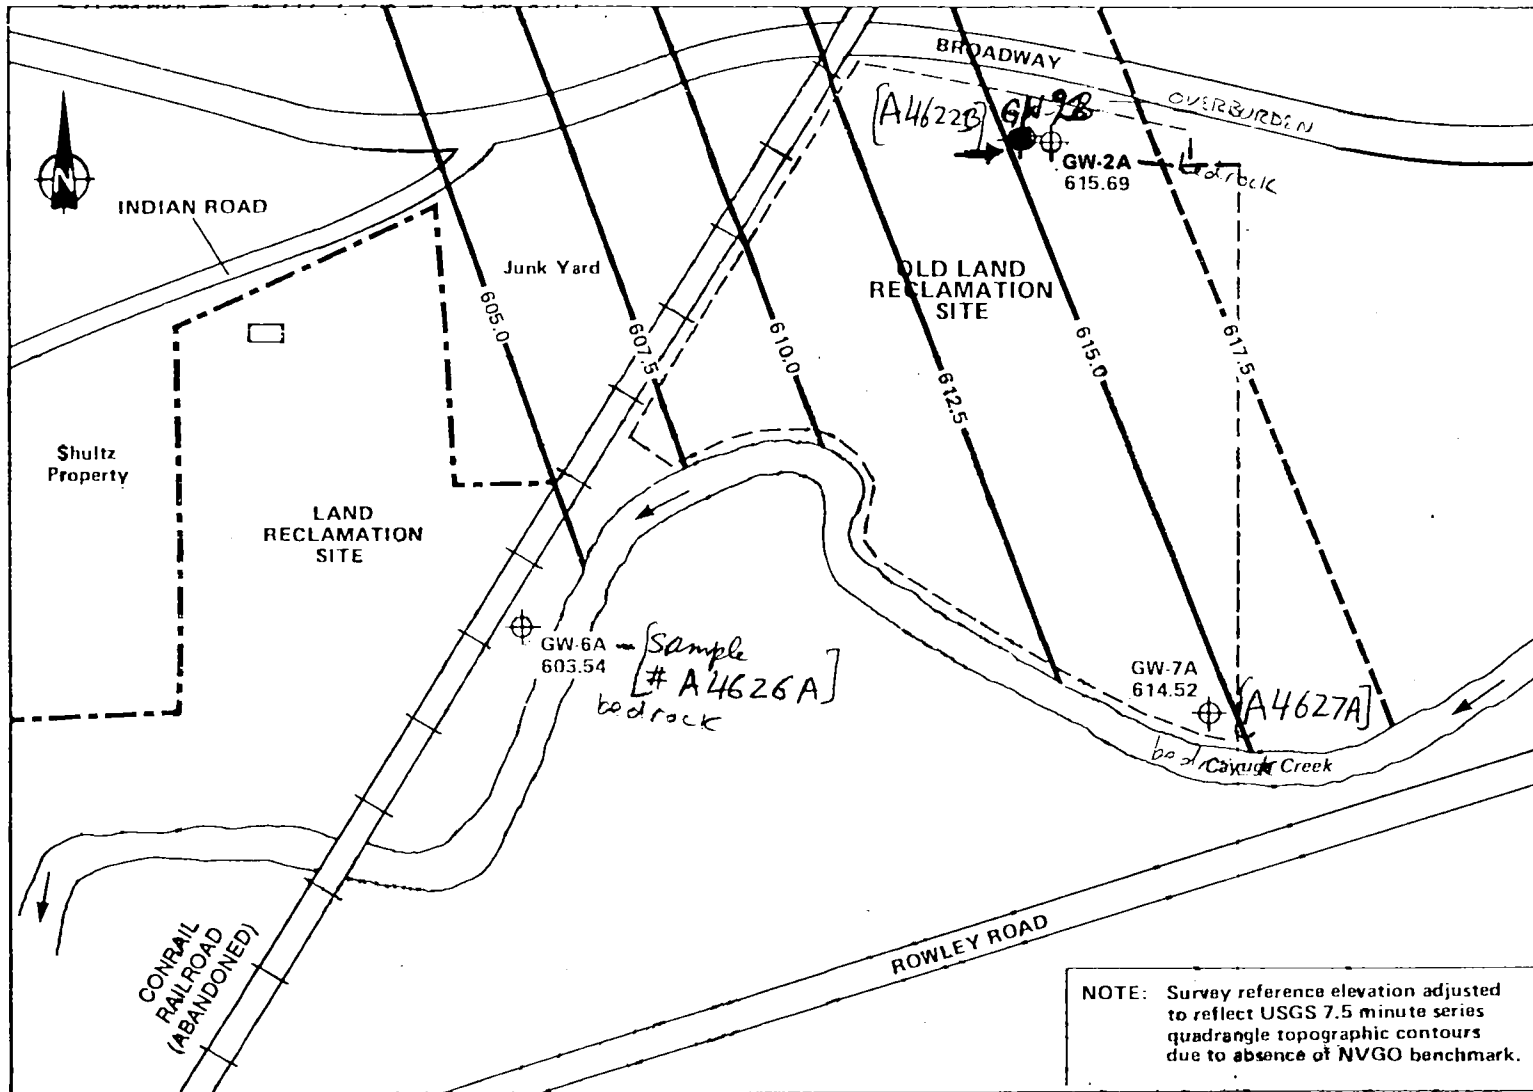 BROADWAY
OVERBURDEN
[A4622B] GW-2B
GW-2A
615.69
bedrock
N
INDIAN ROAD
Junk Yard
OLD LAND
RECLAMATION
SITE
605.0
607.5
610.0
612.5
615.0
617.5
Shultz
Property
LAND
RECLAMATION
SITE
GW-6A - [Sample
603.54 # A4626A]
bedrock
GW-7A
614.52
[A4627A]
bedrock
Cayuga Creek
CONRAIL
RAILROAD
(ABANDONED)
ROWLEY ROAD
NOTE: Survey reference elevation adjusted
to reflect USGS 7.5 minute series
quadrangle topographic contours
due to absence of NVGO benchmark.